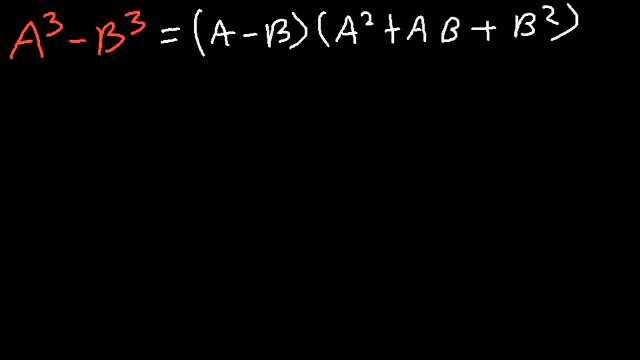 A³ - B³ = (A - B)(A² + AB + B²)